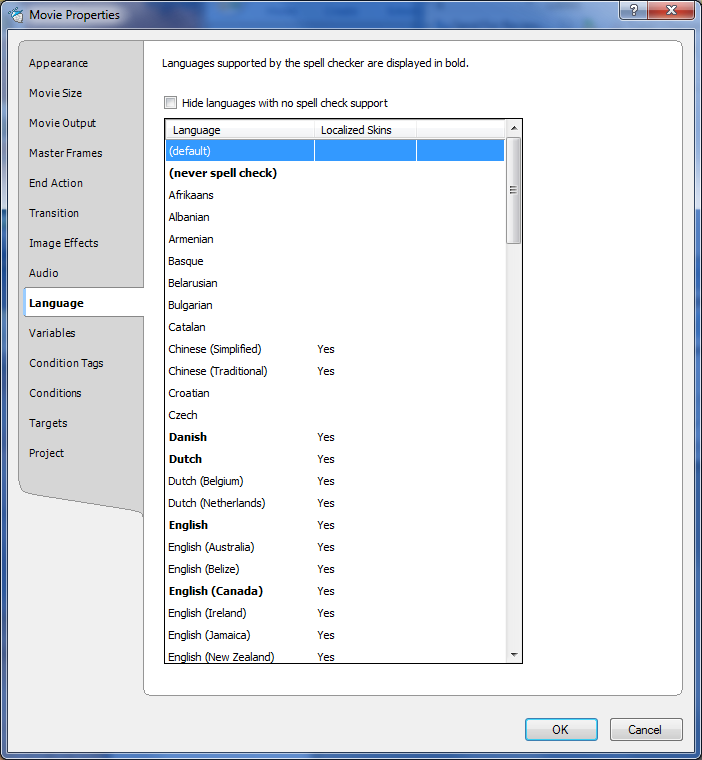 Movie Properties
Appearance
Movie Size
Movie Output
Master Frames
End Action
Transition
Image Effects
Audio
Language
Variables
Condition Tags
Conditions
Targets
Project
Languages supported by the spell checker are displayed in bold.
Hide languages with no spell check support
Language Localized Skins
(default)
(never spell check)
Afrikaans
Albanian
Armenian
Basque
Belarusian
Bulgarian
Catalan
Chinese (Simplified) Yes
Chinese (Traditional) Yes
Croatian
Czech
Danish Yes
Dutch Yes
Dutch (Belgium) Yes
Dutch (Netherlands) Yes
English Yes
English (Australia) Yes
English (Belize) Yes
English (Canada) Yes
English (Ireland) Yes
English (Jamaica) Yes
English (New Zealand) Yes
OK Cancel